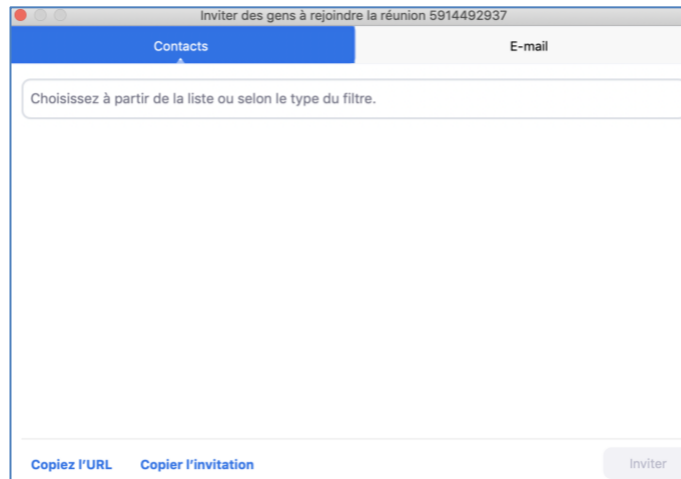 Inviter des gens à rejoindre la réunion 5914492937
Contacts E-mail
Choisissez à partir de la liste ou selon le type du filtre.
Copiez l'URL Copier l'invitation Inviter